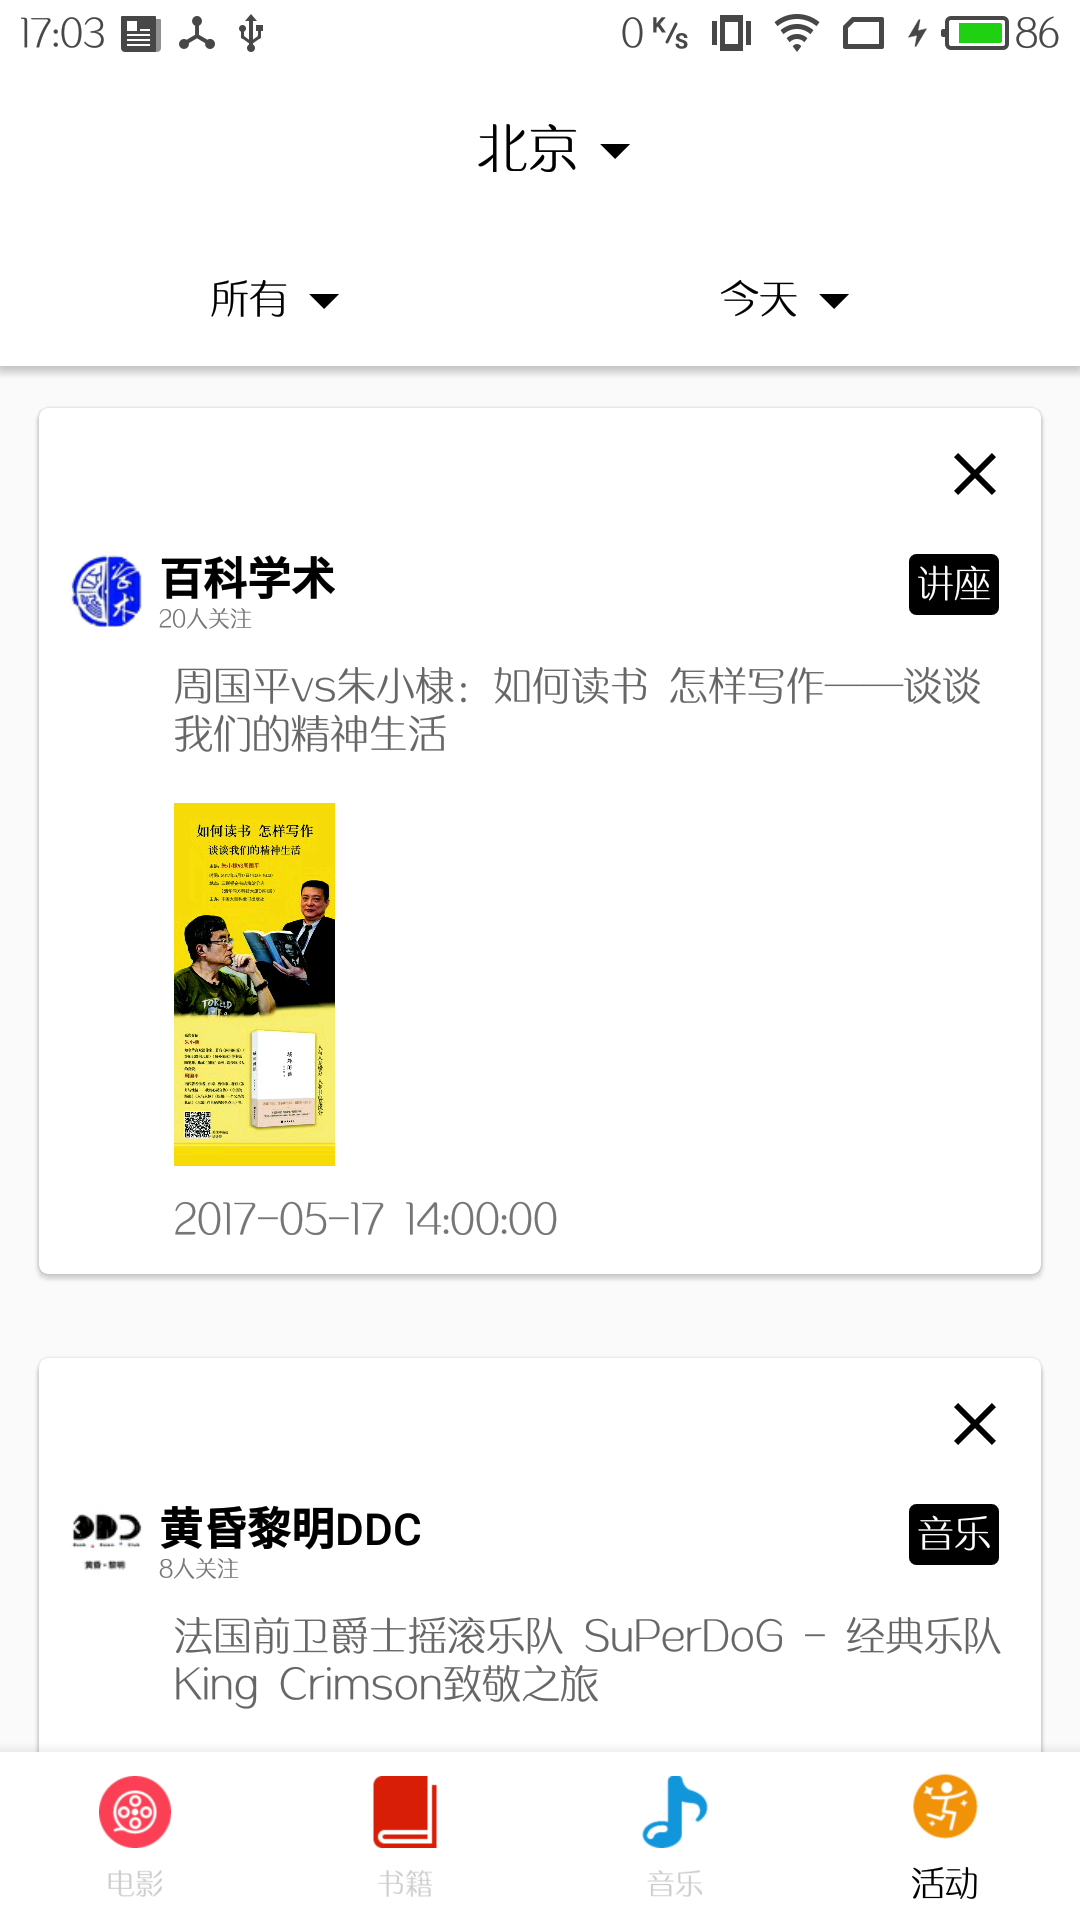 17:03
0 K/s
86
北京
所有
今天
百科学术
讲座
20人关注
周国平vs朱小棣：如何读书 怎样写作——谈谈
我们的精神生活
如何读书 怎样写作
谈谈我们的精神生活
2017-05-17 14:00:00
黄昏黎明DDC
音乐
8人关注
法国前卫爵士摇滚乐队 SuPerDoG - 经典乐队
King Crimson致敬之旅
电影
书籍
音乐
活动